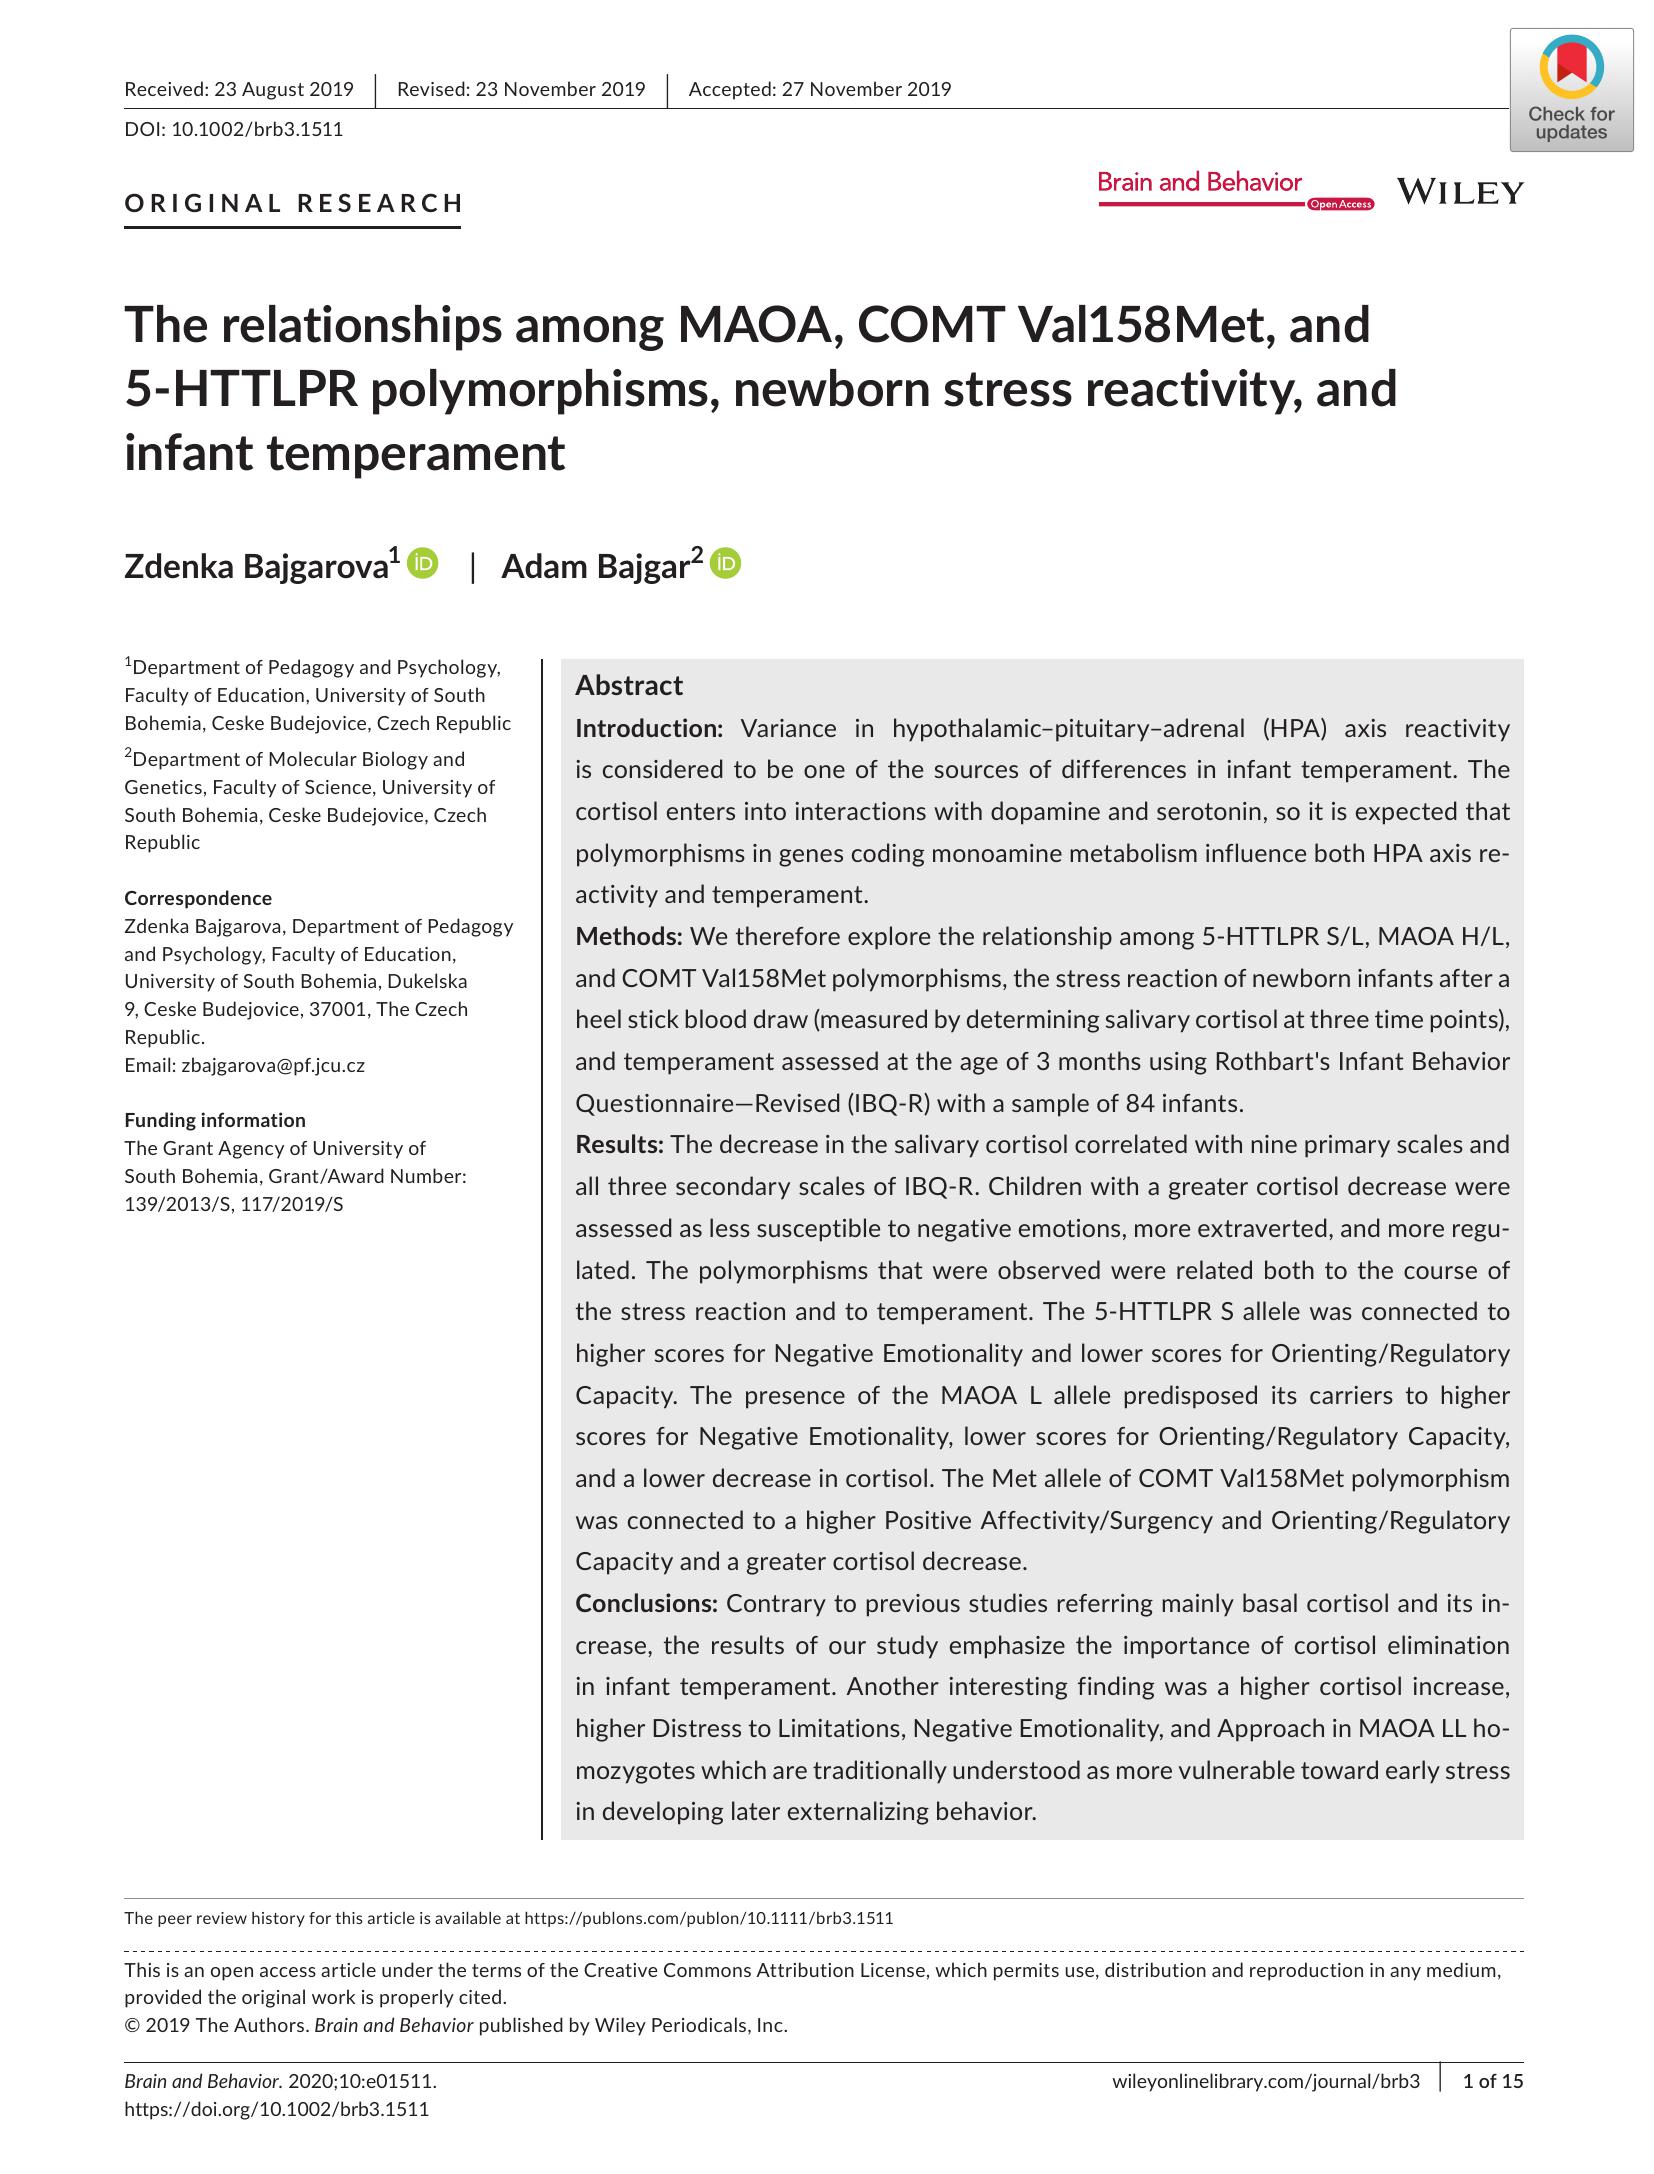 Received: 23 August 2019 | Revised: 23 November 2019 | Accepted: 27 November 2019
DOI: 10.1002/brb3.1511
Check for
updates
ORIGINAL RESEARCH
Brain and Behavior
Open Access
WILEY
The relationships among MAOA, COMT Val158Met, and
5-HTTLPR polymorphisms, newborn stress reactivity, and
infant temperament
Zdenka Bajgarova1 iD | Adam Bajgar2 iD
1Department of Pedagogy and Psychology,
Faculty of Education, University of South
Bohemia, Ceske Budejovice, Czech Republic
2Department of Molecular Biology and
Genetics, Faculty of Science, University of
South Bohemia, Ceske Budejovice, Czech
Republic
Correspondence
Zdenka Bajgarova, Department of Pedagogy
and Psychology, Faculty of Education,
University of South Bohemia, Dukelska
9, Ceske Budejovice, 37001, The Czech
Republic.
Email: zbajgarova@pf.jcu.cz
Funding information
The Grant Agency of University of
South Bohemia, Grant/Award Number:
139/2013/S, 117/2019/S
Abstract
Introduction: Variance in hypothalamic–pituitary–adrenal (HPA) axis reactivity
is considered to be one of the sources of differences in infant temperament. The
cortisol enters into interactions with dopamine and serotonin, so it is expected that
polymorphisms in genes coding monoamine metabolism influence both HPA axis re-
activity and temperament.
Methods: We therefore explore the relationship among 5-HTTLPR S/L, MAOA H/L,
and COMT Val158Met polymorphisms, the stress reaction of newborn infants after a
heel stick blood draw (measured by determining salivary cortisol at three time points),
and temperament assessed at the age of 3 months using Rothbart's Infant Behavior
Questionnaire—Revised (IBQ-R) with a sample of 84 infants.
Results: The decrease in the salivary cortisol correlated with nine primary scales and
all three secondary scales of IBQ-R. Children with a greater cortisol decrease were
assessed as less susceptible to negative emotions, more extraverted, and more regu-
lated. The polymorphisms that were observed were related both to the course of
the stress reaction and to temperament. The 5-HTTLPR S allele was connected to
higher scores for Negative Emotionality and lower scores for Orienting/Regulatory
Capacity. The presence of the MAOA L allele predisposed its carriers to higher
scores for Negative Emotionality, lower scores for Orienting/Regulatory Capacity,
and a lower decrease in cortisol. The Met allele of COMT Val158Met polymorphism
was connected to a higher Positive Affectivity/Surgency and Orienting/Regulatory
Capacity and a greater cortisol decrease.
Conclusions: Contrary to previous studies referring mainly basal cortisol and its in-
crease, the results of our study emphasize the importance of cortisol elimination
in infant temperament. Another interesting finding was a higher cortisol increase,
higher Distress to Limitations, Negative Emotionality, and Approach in MAOA LL ho-
mozygotes which are traditionally understood as more vulnerable toward early stress
in developing later externalizing behavior.
The peer review history for this article is available at https://publons.com/publon/10.1111/brb3.1511
This is an open access article under the terms of the Creative Commons Attribution License, which permits use, distribution and reproduction in any medium,
provided the original work is properly cited.
© 2019 The Authors. Brain and Behavior published by Wiley Periodicals, Inc.
Brain and Behavior. 2020;10:e01511.
https://doi.org/10.1002/brb3.1511
wileyonlinelibrary.com/journal/brb3 | 1 of 15